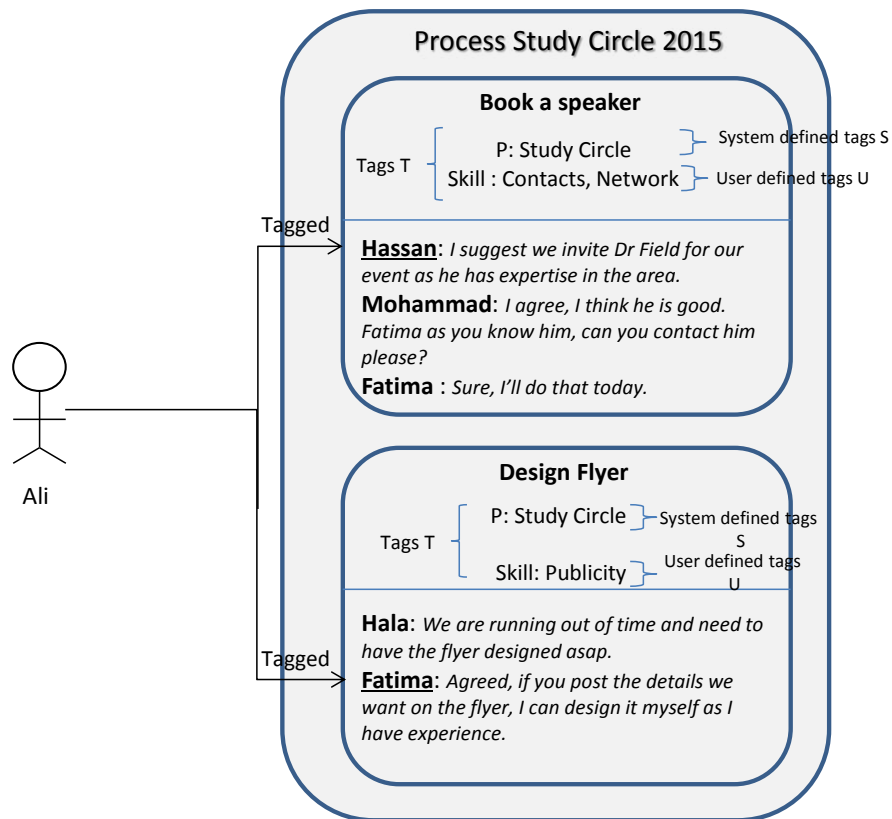 Process Study Circle 2015
Book a speaker
Tags T
P: Study Circle
System defined tags S
Skill : Contacts, Network
User defined tags U
Tagged
Hassan: I suggest we invite Dr Field for our
event as he has expertise in the area.
Mohammad: I agree, I think he is good.
Fatima as you know him, can you contact him
please?
Fatima : Sure, I’ll do that today.
Ali
Design Flyer
Tags T
P: Study Circle
System defined tags
S
Skill: Publicity
User defined tags
U
Tagged
Hala: We are running out of time and need to
have the flyer designed asap.
Fatima: Agreed, if you post the details we
want on the flyer, I can design it myself as I
have experience.